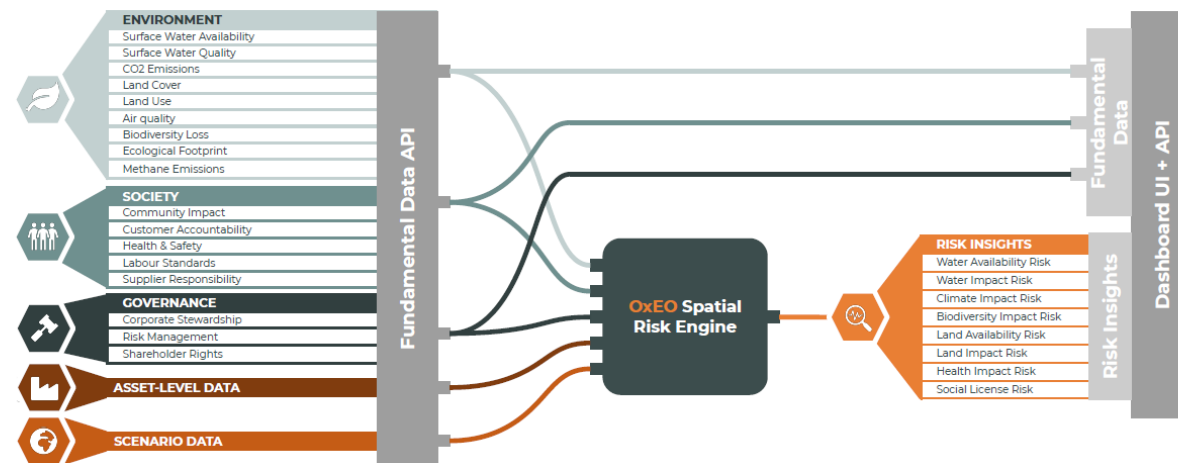 ENVIRONMENT
Surface Water Availability
Surface Water Quality
CO2 Emissions
Land Cover
Land Use
Air quality
Biodiversity Loss
Ecological Footprint
Methane Emissions
SOCIETY
Community Impact
Customer Accountability
Health & Safety
Labour Standards
Supplier Responsibility
GOVERNANCE
Corporate Stewardship
Risk Management
Shareholder Rights
ASSET-LEVEL DATA
SCENARIO DATA
Fundamental Data API
OxEO Spatial
Risk Engine
RISK INSIGHTS
Water Availability Risk
Water Impact Risk
Climate Impact Risk
Biodiversity Impact Risk
Land Availability Risk
Land Impact Risk
Health Impact Risk
Social License Risk
Fundamental
Data
Risk Insights
Dashboard UI + API